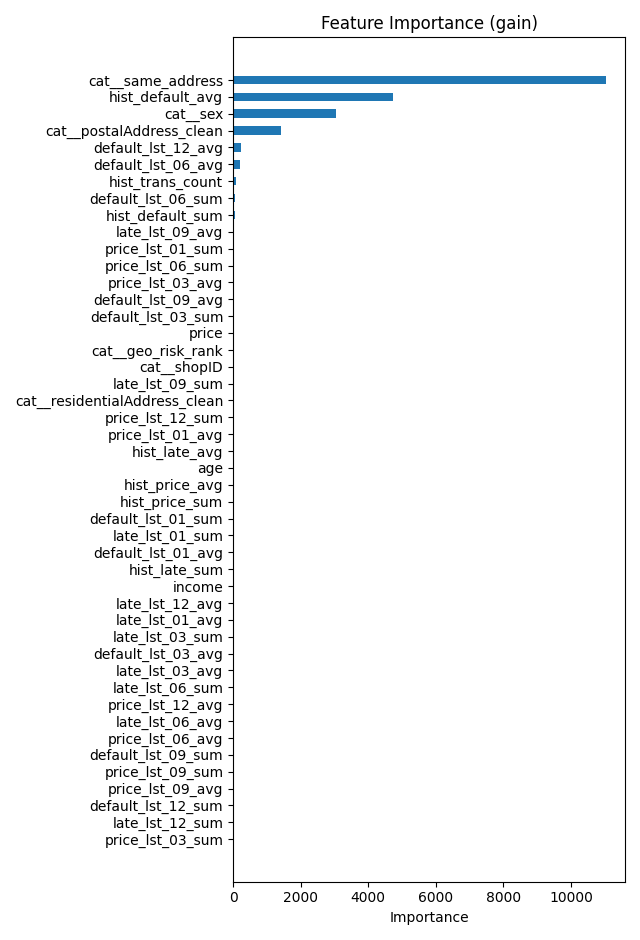 Feature Importance (gain)
cat__same_address
hist_default_avg
cat__sex
cat__postalAddress_clean
default_lst_12_avg
default_lst_06_avg
hist_trans_count
default_lst_06_sum
hist_default_sum
late_lst_09_avg
price_lst_01_sum
price_lst_06_sum
price_lst_03_avg
default_lst_09_avg
default_lst_03_sum
price
cat__geo_risk_rank
cat__shopID
late_lst_09_sum
cat__residentialAddress_clean
price_lst_12_sum
price_lst_01_avg
hist_late_avg
age
hist_price_avg
hist_price_sum
default_lst_01_sum
late_lst_01_sum
default_lst_01_avg
hist_late_sum
income
late_lst_12_avg
late_lst_01_avg
late_lst_03_sum
default_lst_03_avg
late_lst_03_avg
late_lst_06_sum
price_lst_12_avg
late_lst_06_avg
price_lst_06_avg
default_lst_09_sum
price_lst_09_sum
price_lst_09_avg
default_lst_12_sum
late_lst_12_sum
price_lst_03_sum
0 2000 4000 6000 8000 10000
Importance